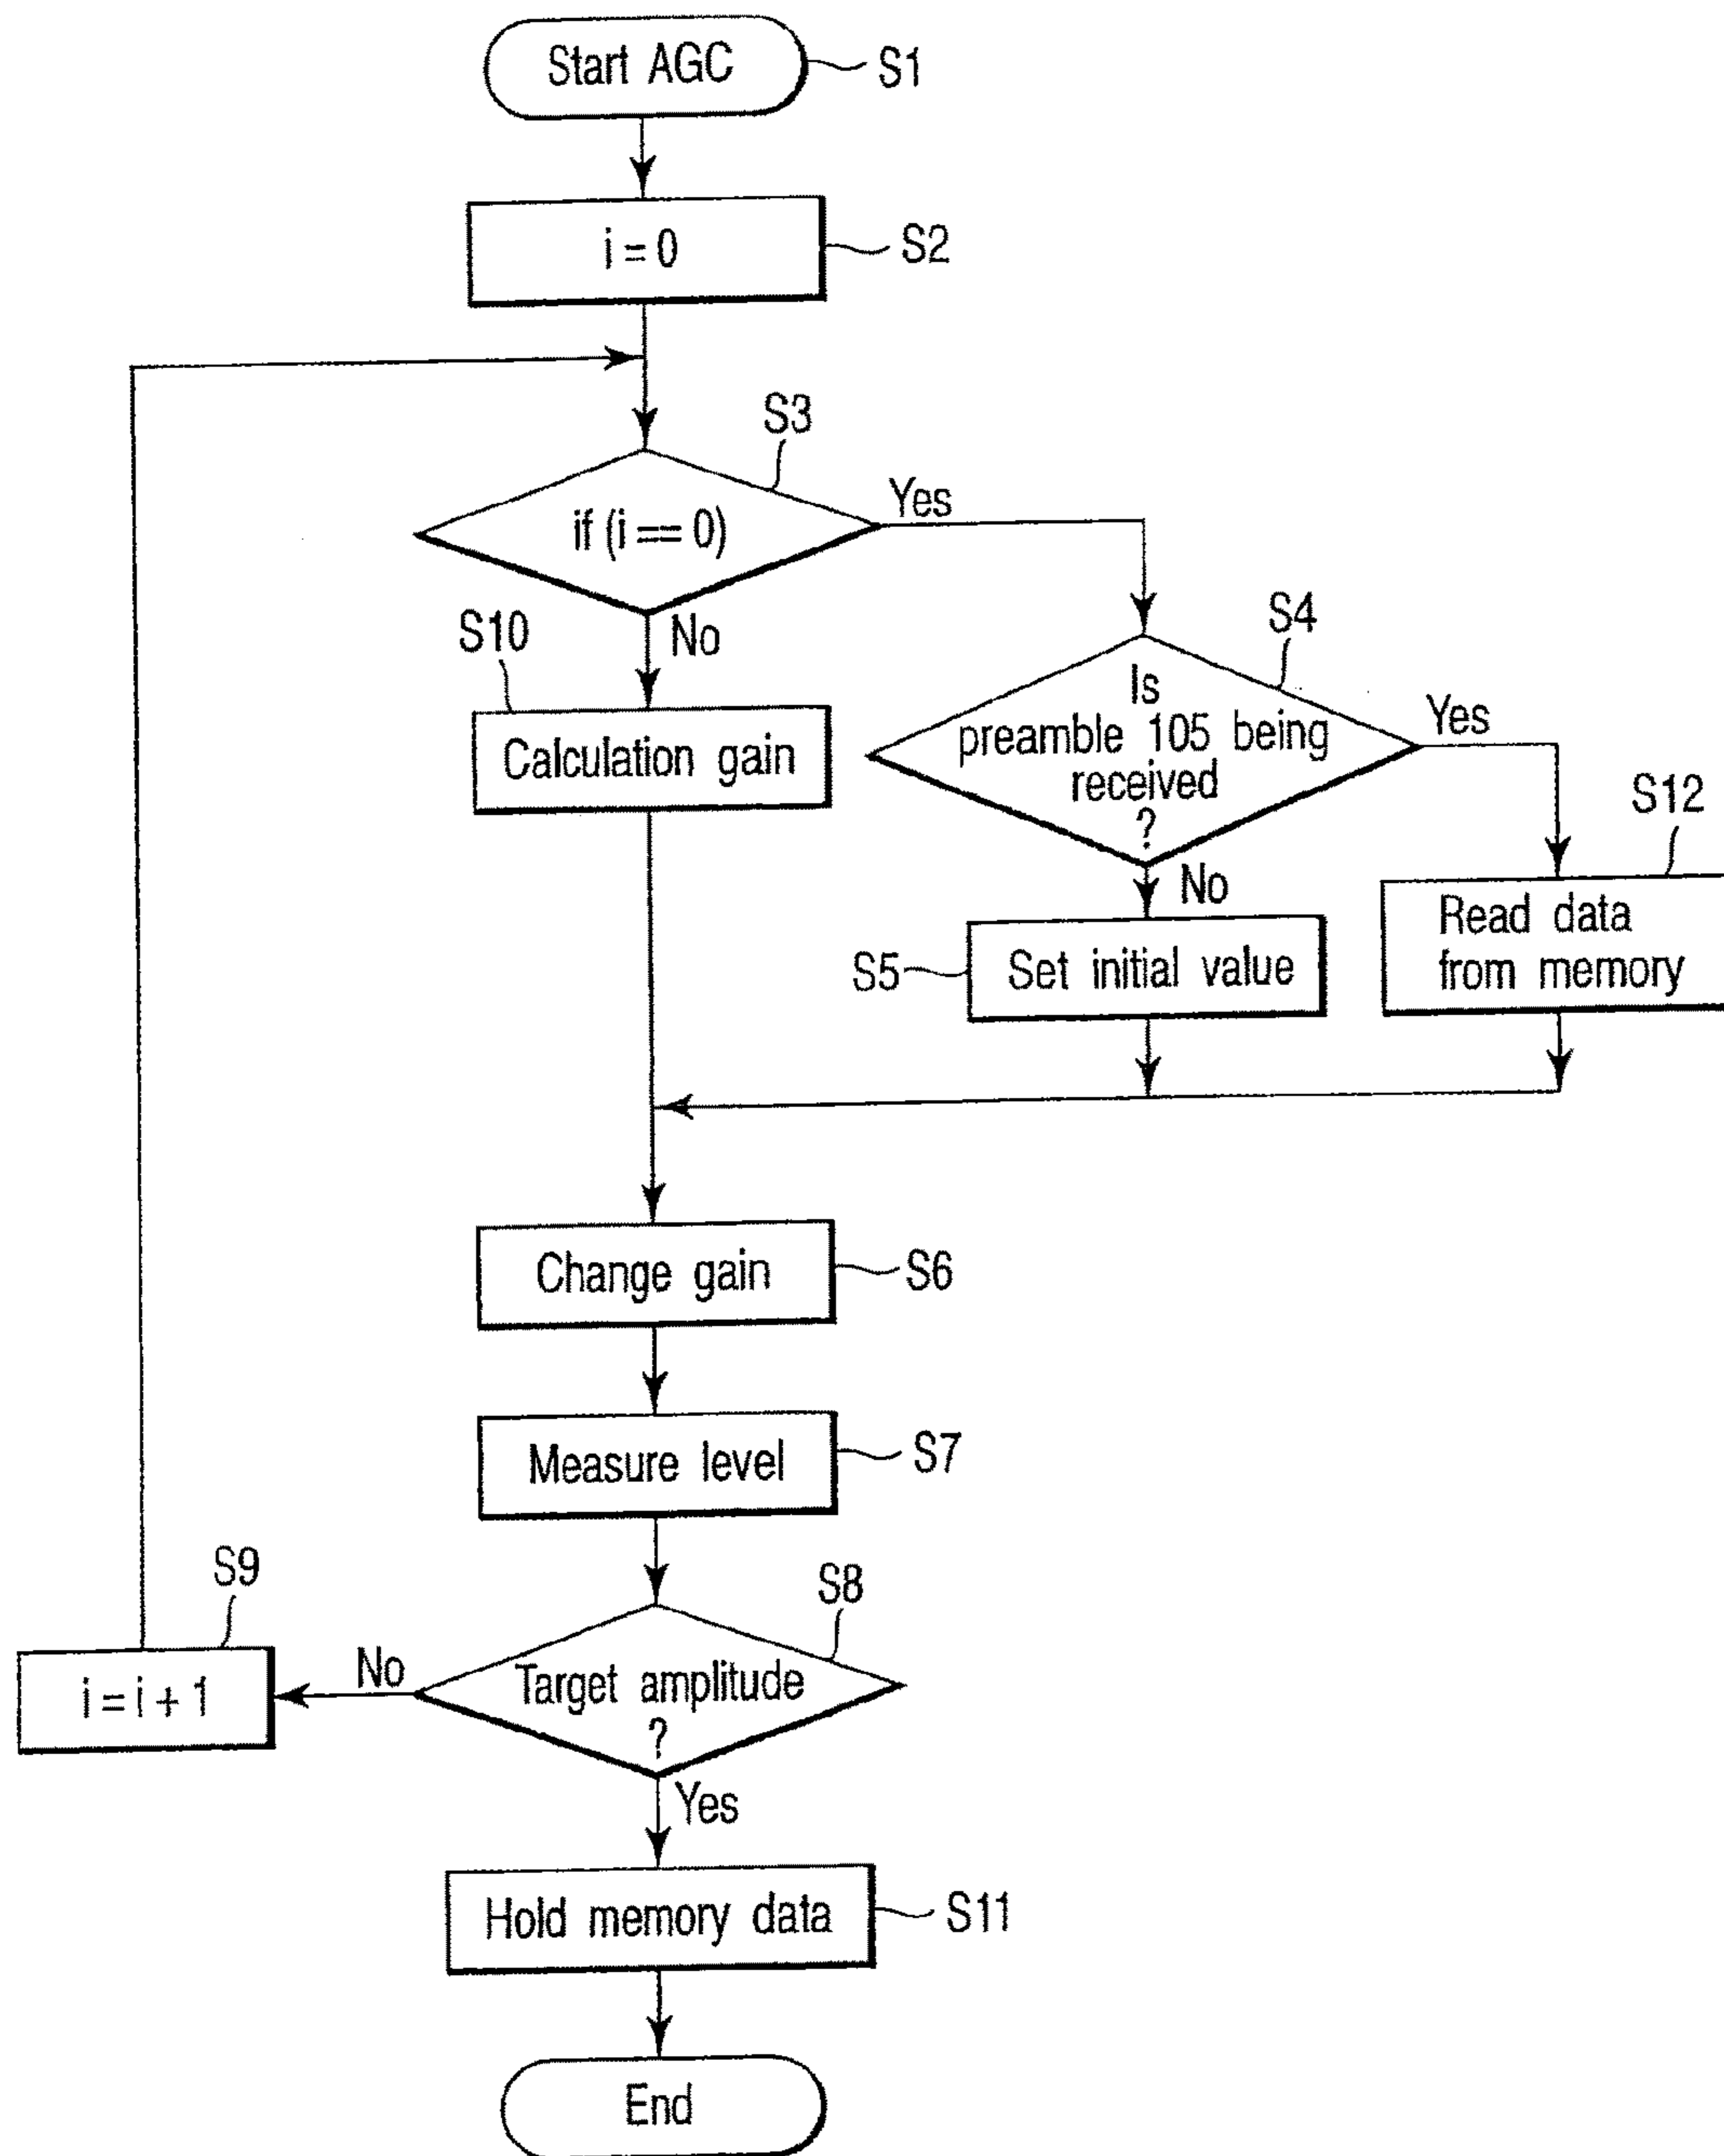 Start AGC
S1
i = 0
S2
S3
if (i == 0)
Yes
No
S10
Calculation gain
S4
Is
preamble 105 being
received
?
Yes
No
S12
Read data
from memory
S5
Set initial value
Change gain
S6
Measure level
S7
S8
Target amplitude
?
No
S9
i = i + 1
Yes
Hold memory data
S11
End